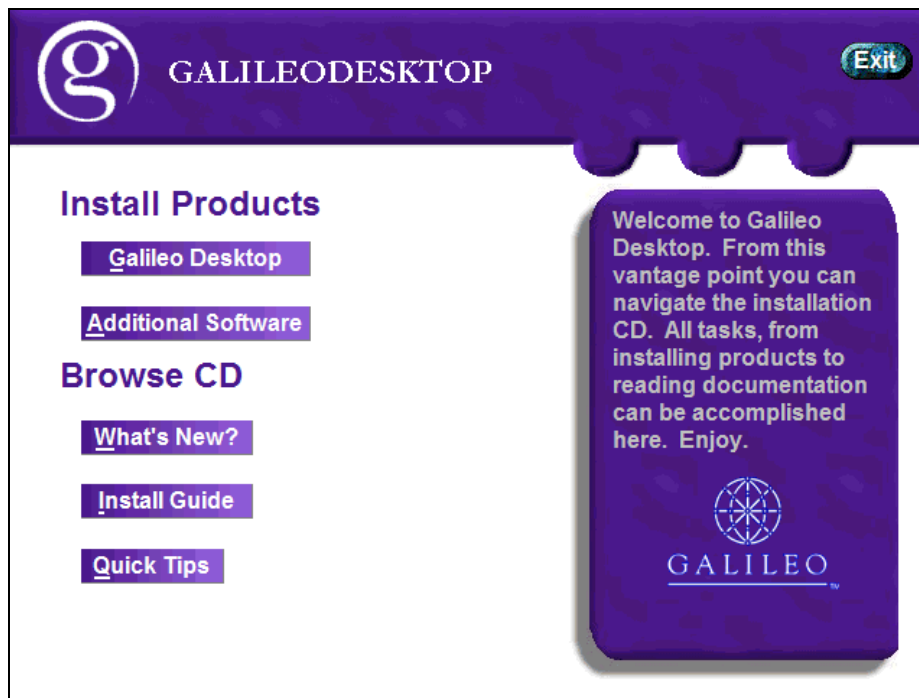 g GALILEODESKTOP
Exit
Install Products
Galileo Desktop
Additional Software
Browse CD
What's New?
Install Guide
Quick Tips
Welcome to Galileo
Desktop. From this
vantage point you can
navigate the installation
CD. All tasks, from
installing products to
reading documentation
can be accomplished
here. Enjoy.
GALILEO
™